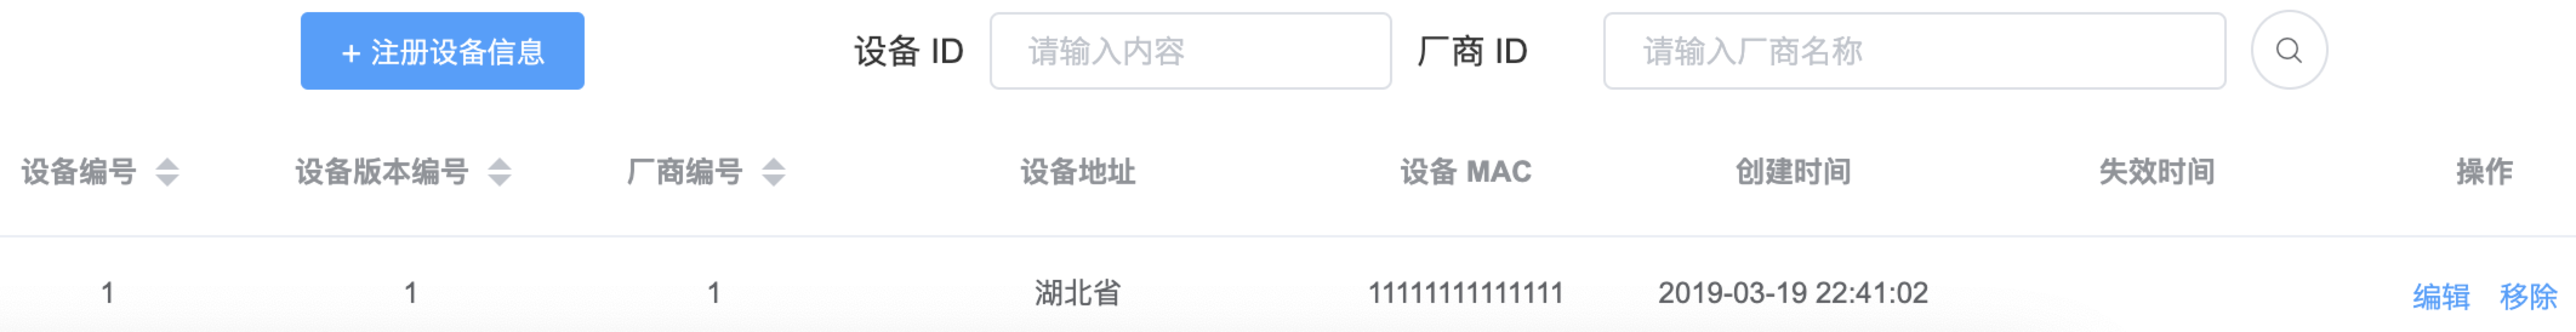 + 注册设备信息 设备 ID 请输入内容 厂商 ID 请输入厂商名称
设备编号 设备版本编号 厂商编号 设备地址 设备 MAC 创建时间 失效时间 操作
1 1 1 湖北省 11111111111111 2019-03-19 22:41:02 编辑 移除